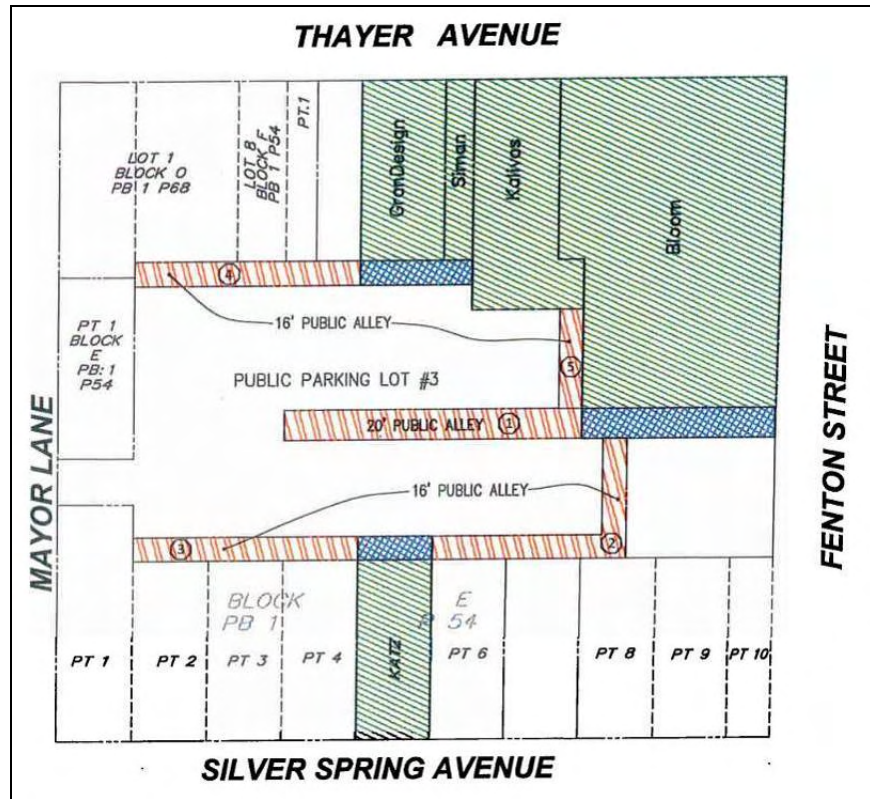 THAYER AVENUE
LOT 1
BLOCK O
PB 1 P68
LOT 8
BLOCK F
PB 1 P54
PT.1
GranDesign
Siman
Kalivas
Bloom
4
16' PUBLIC ALLEY
PT 1
BLOCK
E
PB: 1
P54
PUBLIC PARKING LOT #3
5
20' PUBLIC ALLEY 1
MAYOR LANE
FENTON STREET
16' PUBLIC ALLEY
3
2
BLOCK E
PB 1 P 54
PT 1
PT 2
PT 3
PT 4
KATZ
PT 6
PT 8
PT 9
PT 10
SILVER SPRING AVENUE